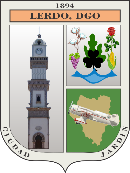 1894
LERDO, DGO
CIUDAD
JARDIN